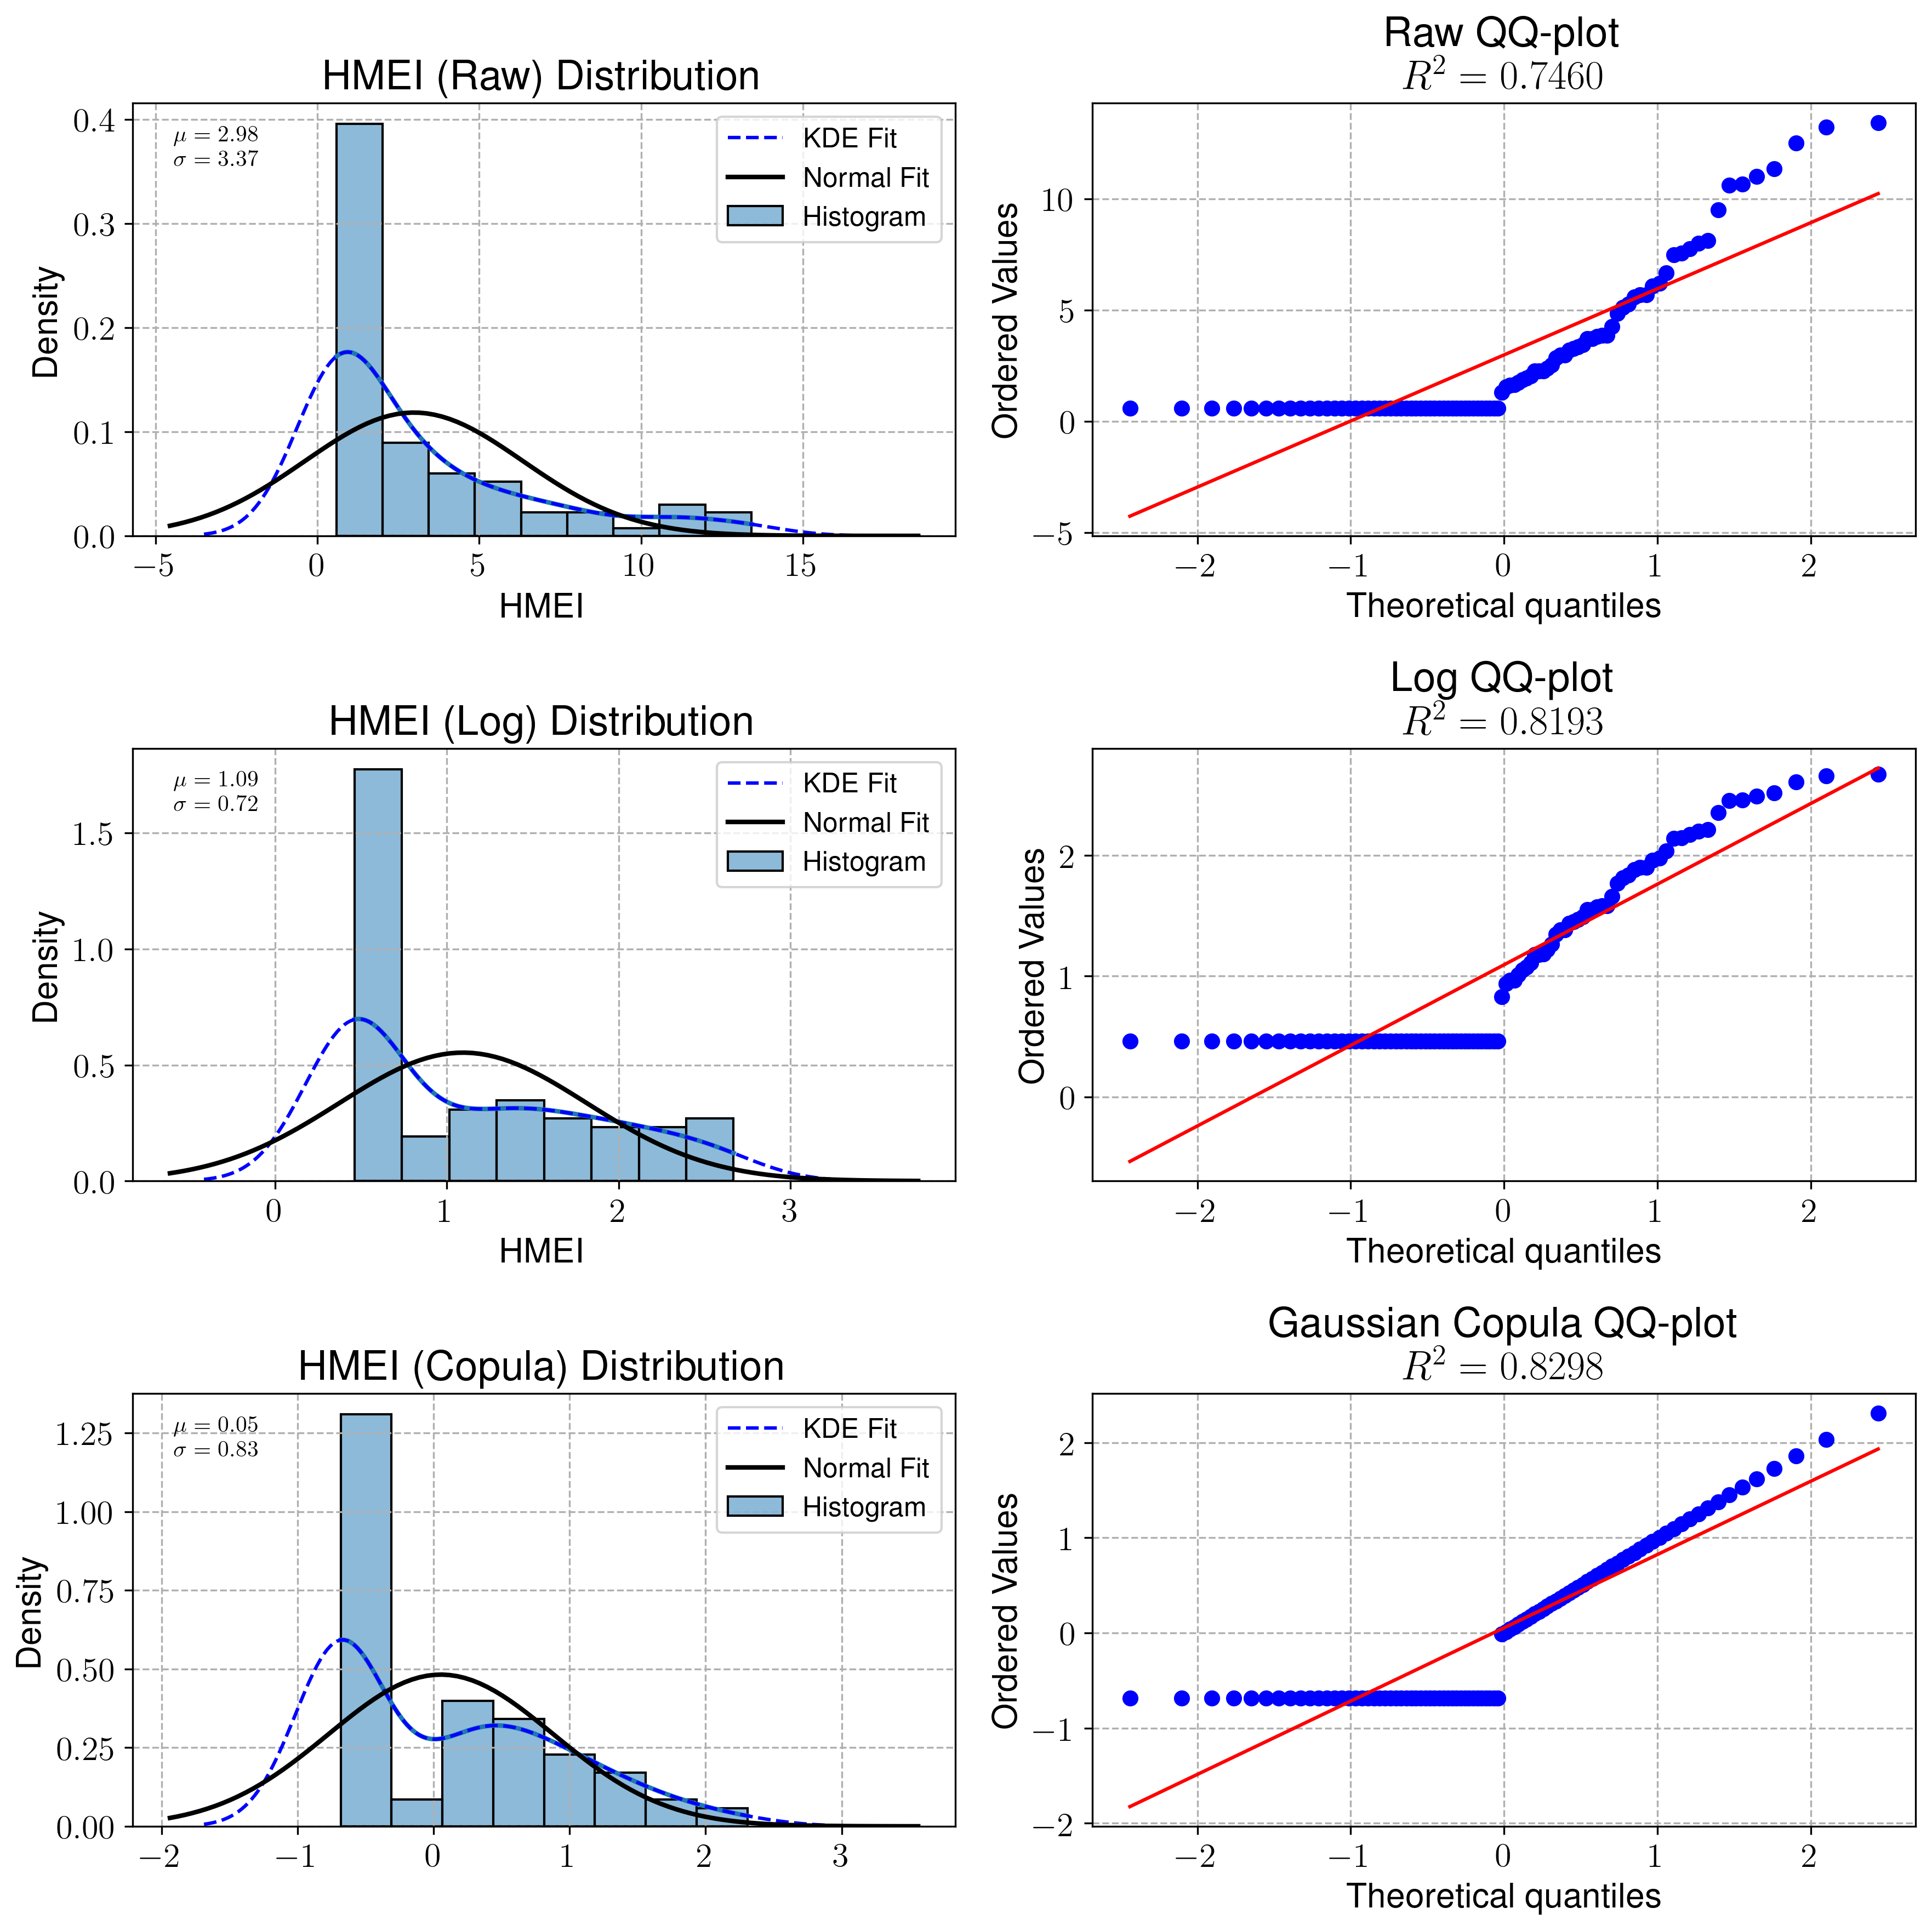 HMEI (Raw) Distribution
μ = 2.98
σ = 3.37
KDE Fit
Normal Fit
Histogram
Density
0.4
0.3
0.2
0.1
0.0
−5 0 5 10 15
HMEI
Raw QQ-plot
R² = 0.7460
Ordered Values
10
5
0
−5
−2 −1 0 1 2
Theoretical quantiles
HMEI (Log) Distribution
μ = 1.09
σ = 0.72
KDE Fit
Normal Fit
Histogram
Density
1.5
1.0
0.5
0.0
0 1 2 3
HMEI
Log QQ-plot
R² = 0.8193
Ordered Values
2
1
0
−2 −1 0 1 2
Theoretical quantiles
HMEI (Copula) Distribution
μ = 0.05
σ = 0.83
KDE Fit
Normal Fit
Histogram
Density
1.25
1.00
0.75
0.50
0.25
0.00
−2 −1 0 1 2 3
Gaussian Copula QQ-plot
R² = 0.8298
Ordered Values
2
1
0
−1
−2
−2 −1 0 1 2
Theoretical quantiles